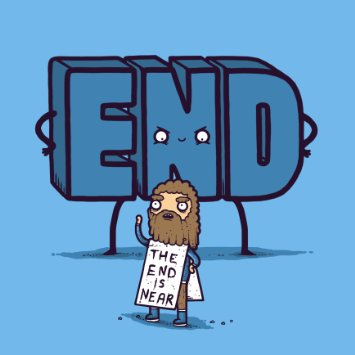 END
THE
END
IS
NEAR